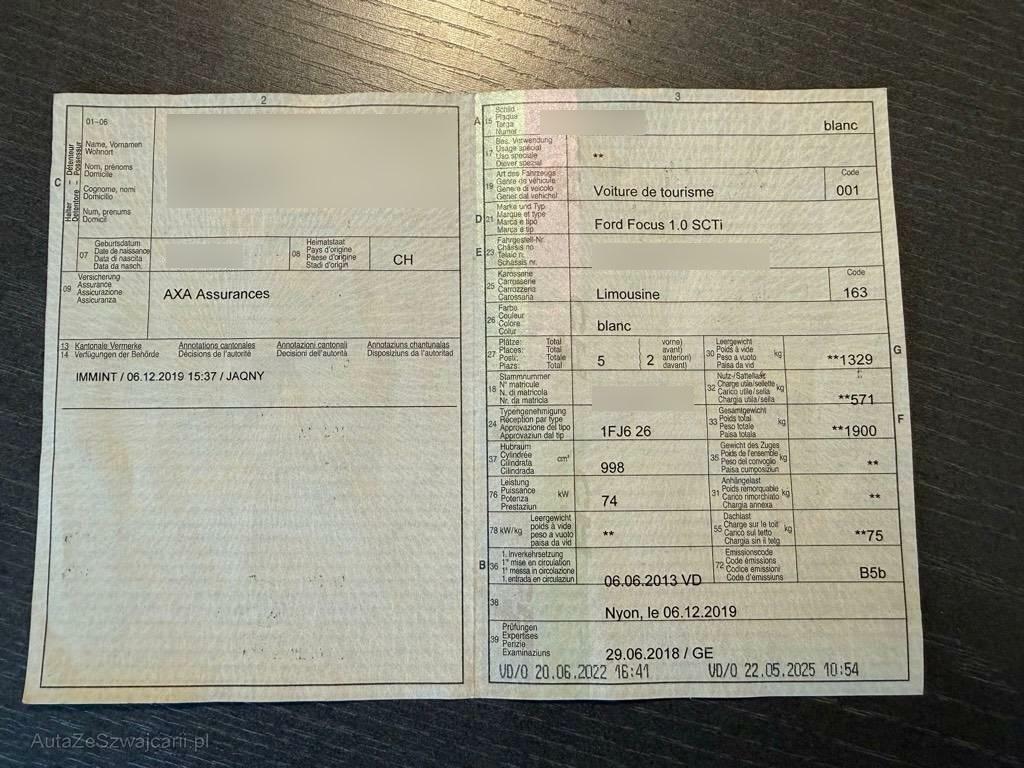 2
01–06
Name, Vornamen
Wohnort
Nom, prénoms
Domicile
Cognome, nomi
Domicilio
Num, prenums
Domicil
C
Halter – Détenteur
Detentore – Possessur
07
Geburtsdatum
Date de naissance
Data di nascita
Data da nasch.
08
Heimatstaat
Pays d'origine
Paese d'origine
Stadi d'origin
CH
09
Versicherung
Assurance
Assicurazione
Assicuranza
AXA Assurances
13 Kantonale Vermerke Annotations cantonales Annotazioni cantonali Annotaziuns chantunalas
14 Verfügungen der Behörde Décisions de l'autorité Decisioni dell'autorità Disposiziuns da l'autoritad
IMMINT / 06.12.2019 15:37 / JAQNY
3
A 15
Schild
Plaque
Targa
Numer
blanc
17
Bes. Verwendung
Usage spécial
Uso speciale
Diever spezial
**
19
Art des Fahrzeugs
Genre de véhicule
Genere di veicolo
Gener dal vehichel
Voiture de tourisme
Code
001
D 21
Marke und Typ
Marque et type
Marca e tipo
Marca e tip
Ford Focus 1.0 SCTi
E 23
Fahrgestell-Nr.
Châssis no
Telaio n.
Schassis nr.
25
Karosserie
Carrosserie
Carrozzeria
Carossaria
Limousine
Code
163
26
Farbe
Couleur
Colore
Colur
blanc
27
Plätze: Total
Places: Total
Posti: Totale
Plazs: Total
5
vorne)
avant)
anteriori)
davant)
2
30
Leergewicht
Poids à vide
Peso a vuoto
Paisa da vid
kg
**1329
G
18
Stammnummer
N° matricule
N. di matricola
Nr. da matricla
32
Nutz-/Sattellast
Charge utile/sellette
Carico utile/sella
Chargia utila/sella
kg
**571
24
Typengenehmigung
Réception par type
Approvazione del tipo
Approvaziun dal tip
1FJ6 26
33
Gesamtgewicht
Poids total
Peso totale
Paisa totala
kg
**1900
F
37
Hubraum
Cylindrée
Cilindrata
Cilindrada
cm³
998
35
Gewicht des Zuges
Poids de l'ensemble
Peso del convoglio
Paisa cumposiziun
kg
**
76
Leistung
Puissance
Potenza
Prestaziun
kW
74
31
Anhängelast
Poids remorquable
Carico rimorchiato
Chargia annexa
kg
**
78 kW/kg
Leergewicht
poids à vide
peso a vuoto
paisa da vid
**
55
Dachlast
Charge sur le toit
Carico sul tetto
Chargia sin il tetg
kg
**75
B 36
1. Inverkehrsetzung
1re mise en circulation
1a messa in circolazione
1. entrada en circulaziun
06.06.2013 VD
72
Emissionscode
Code émissions
Codice emissioni
Code d'emissiuns
B5b
38
Nyon, le 06.12.2019
39
Prüfungen
Expertises
Perizie
Examinaziuns
29.06.2018 / GE
VD/O 20.06.2022 16:41 VD/O 22.05.2025 10:54
AutaZeSzwajcarii.pl